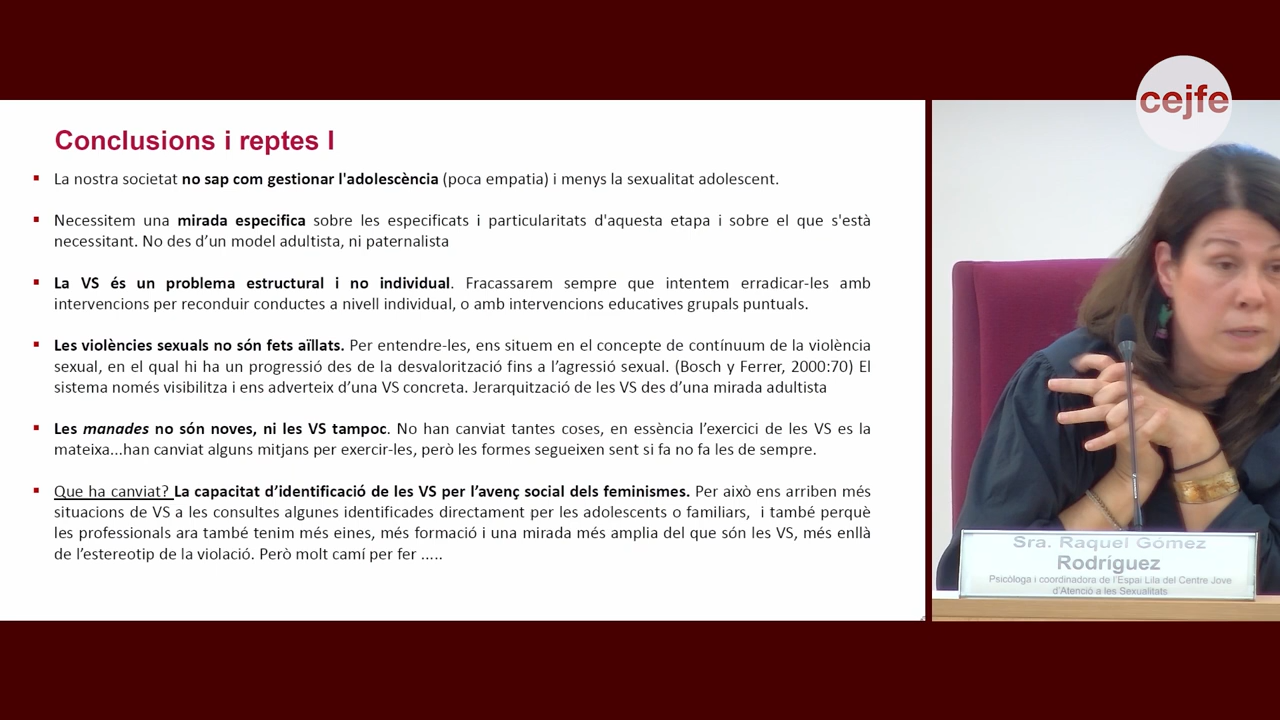 cejfe
Conclusions i reptes I
▪ La nostra societat no sap com gestionar l'adolescència (poca empatia) i menys la sexualitat adolescent.
▪ Necessitem una mirada especifica sobre les especificats i particularitats d'aquesta etapa i sobre el que s'està
necessitant. No des d’un model adultista, ni paternalista
▪ La VS és un problema estructural i no individual. Fracassarem sempre que intentem erradicar-les amb
intervencions per reconduir conductes a nivell individual, o amb intervencions educatives grupals puntuals.
▪ Les violències sexuals no són fets aïllats. Per entendre-les, ens situem en el concepte de contínuum de la violència
sexual, en el qual hi ha un progressió des de la desvalorització fins a l’agressió sexual. (Bosch y Ferrer, 2000:70) El
sistema només visibilitza i ens adverteix d’una VS concreta. Jerarquització de les VS des d’una mirada adultista
▪ Les manades no són noves, ni les VS tampoc. No han canviat tantes coses, en essència l’exercici de les VS es la
mateixa...han canviat alguns mitjans per exercir-les, però les formes segueixen sent si fa no fa les de sempre.
▪ Que ha canviat? La capacitat d’identificació de les VS per l’avenç social dels feminismes. Per això ens arriben més
situacions de VS a les consultes algunes identificades directament per les adolescents o familiars, i també perquè
les professionals ara també tenim més eines, més formació i una mirada més amplia del que són les VS, més enllà
de l’estereotip de la violació. Però molt camí per fer .....
Sra. Raquel Gómez
Rodríguez
Psicòloga i coordinadora de l'Espai Lila del Centre Jove
d'Atenció a les Sexualitats